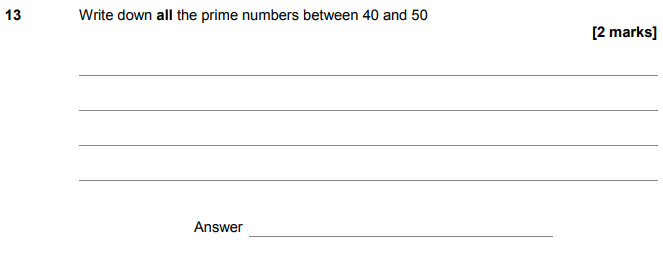 13 Write down all the prime numbers between 40 and 50
[2 marks]
Answer